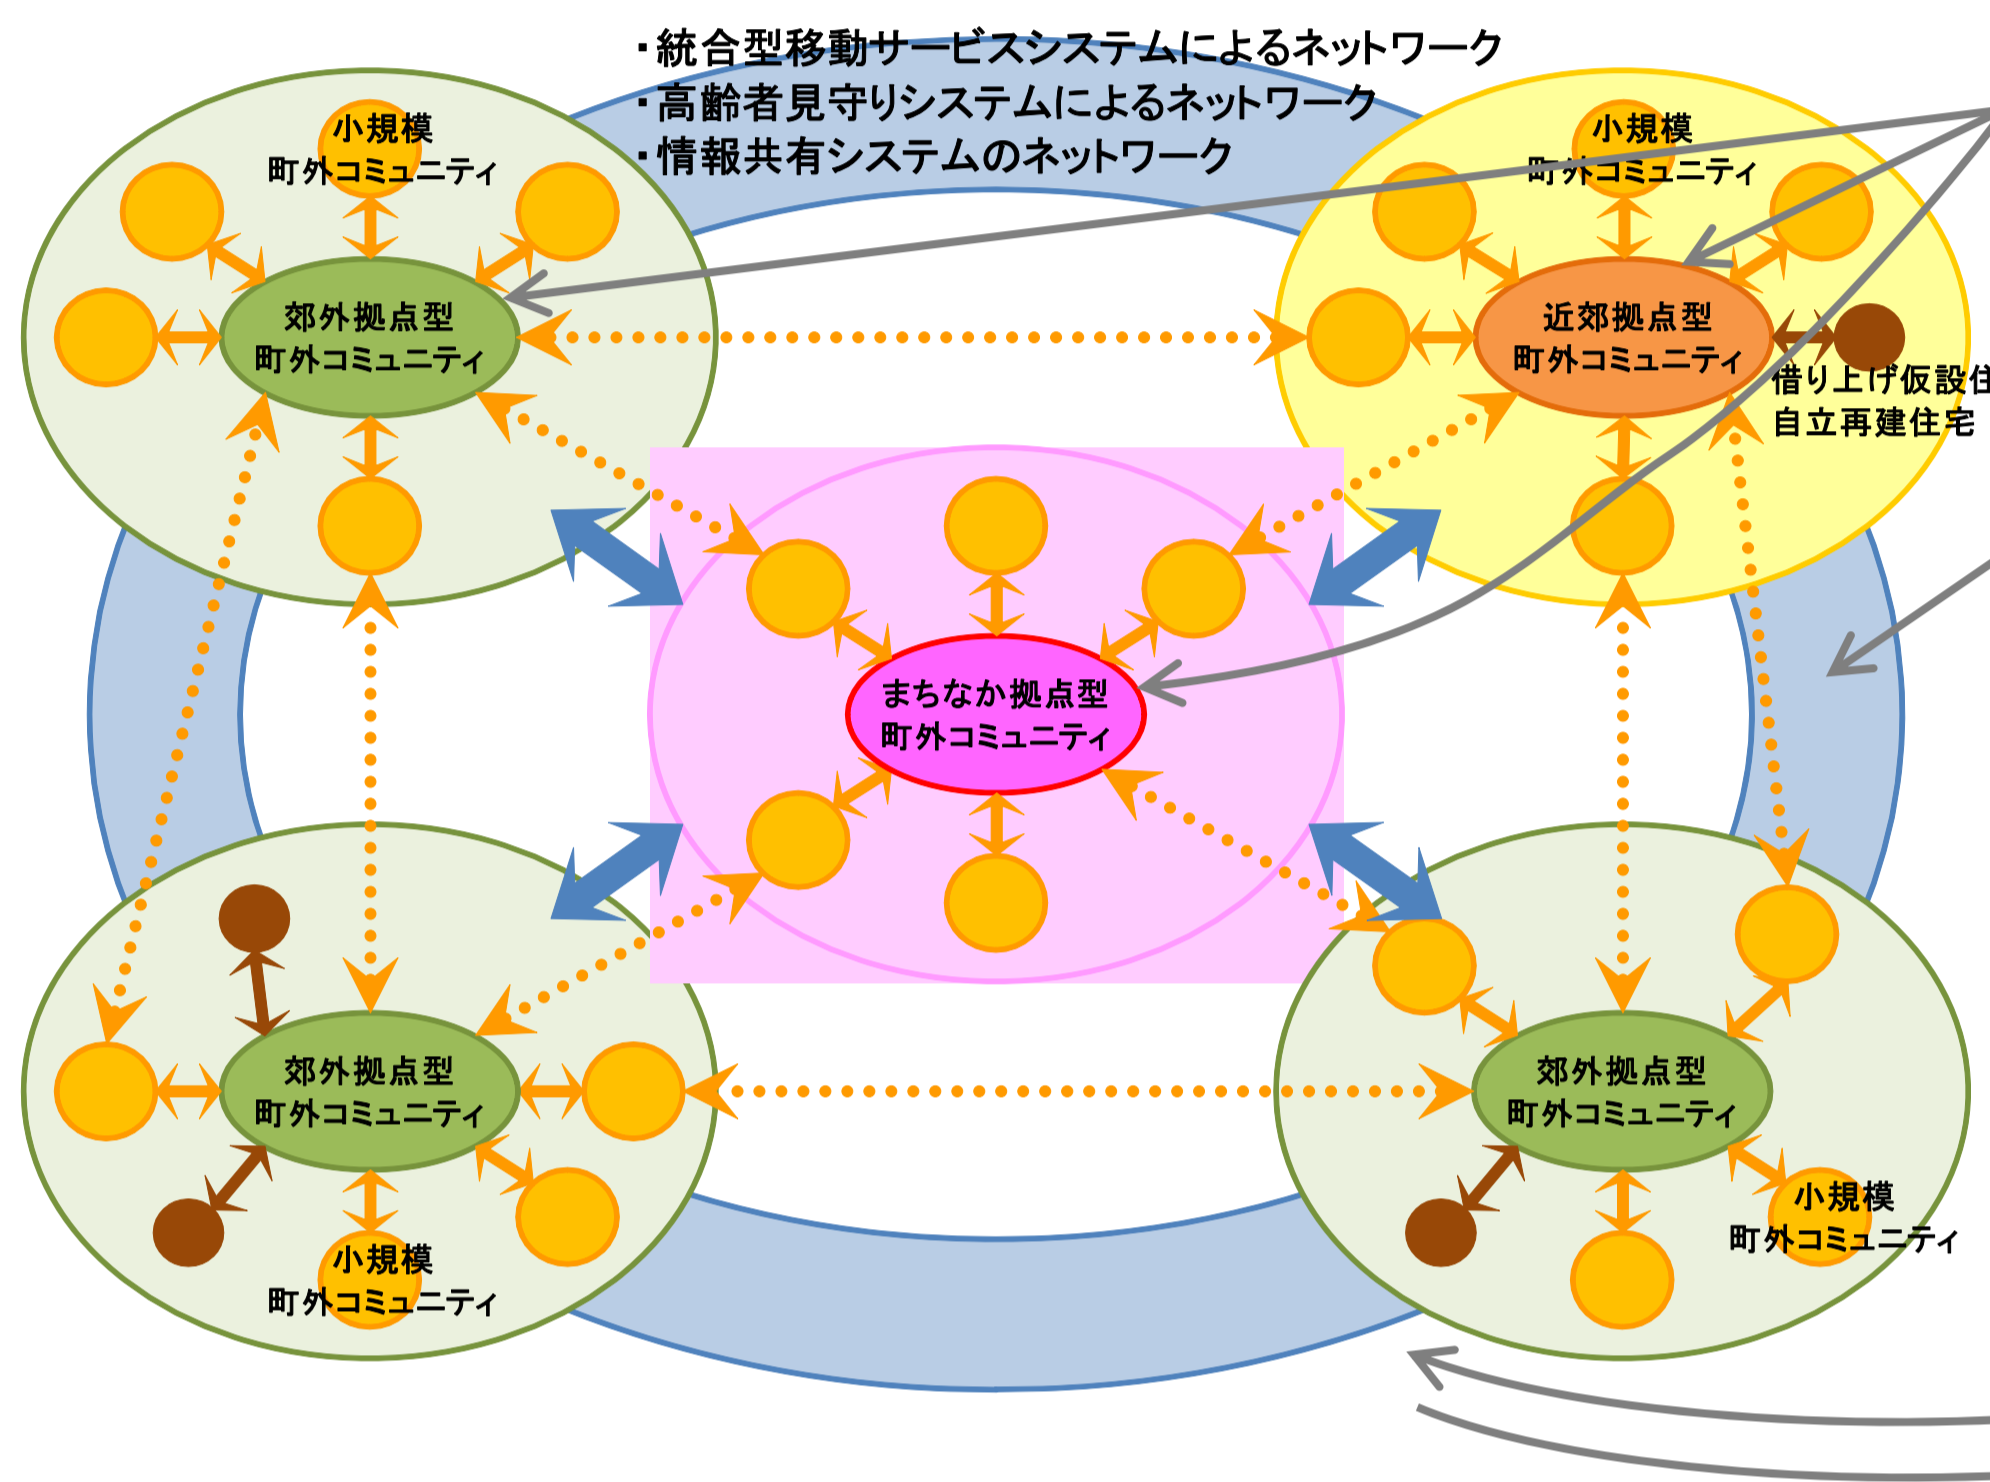 ・統合型移動サービスシステムによるネットワーク
・高齢者見守りシステムによるネットワーク
・情報共有システムのネットワーク
小規模
町外コミュニティ
小規模
町外コミュニティ
郊外拠点型
町外コミュニティ
近郊拠点型
町外コミュニティ
借り上げ仮設住
自立再建住宅
まちなか拠点型
町外コミュニティ
郊外拠点型
町外コミュニティ
郊外拠点型
町外コミュニティ
小規模
町外コミュニティ
小規模
町外コミュニティ